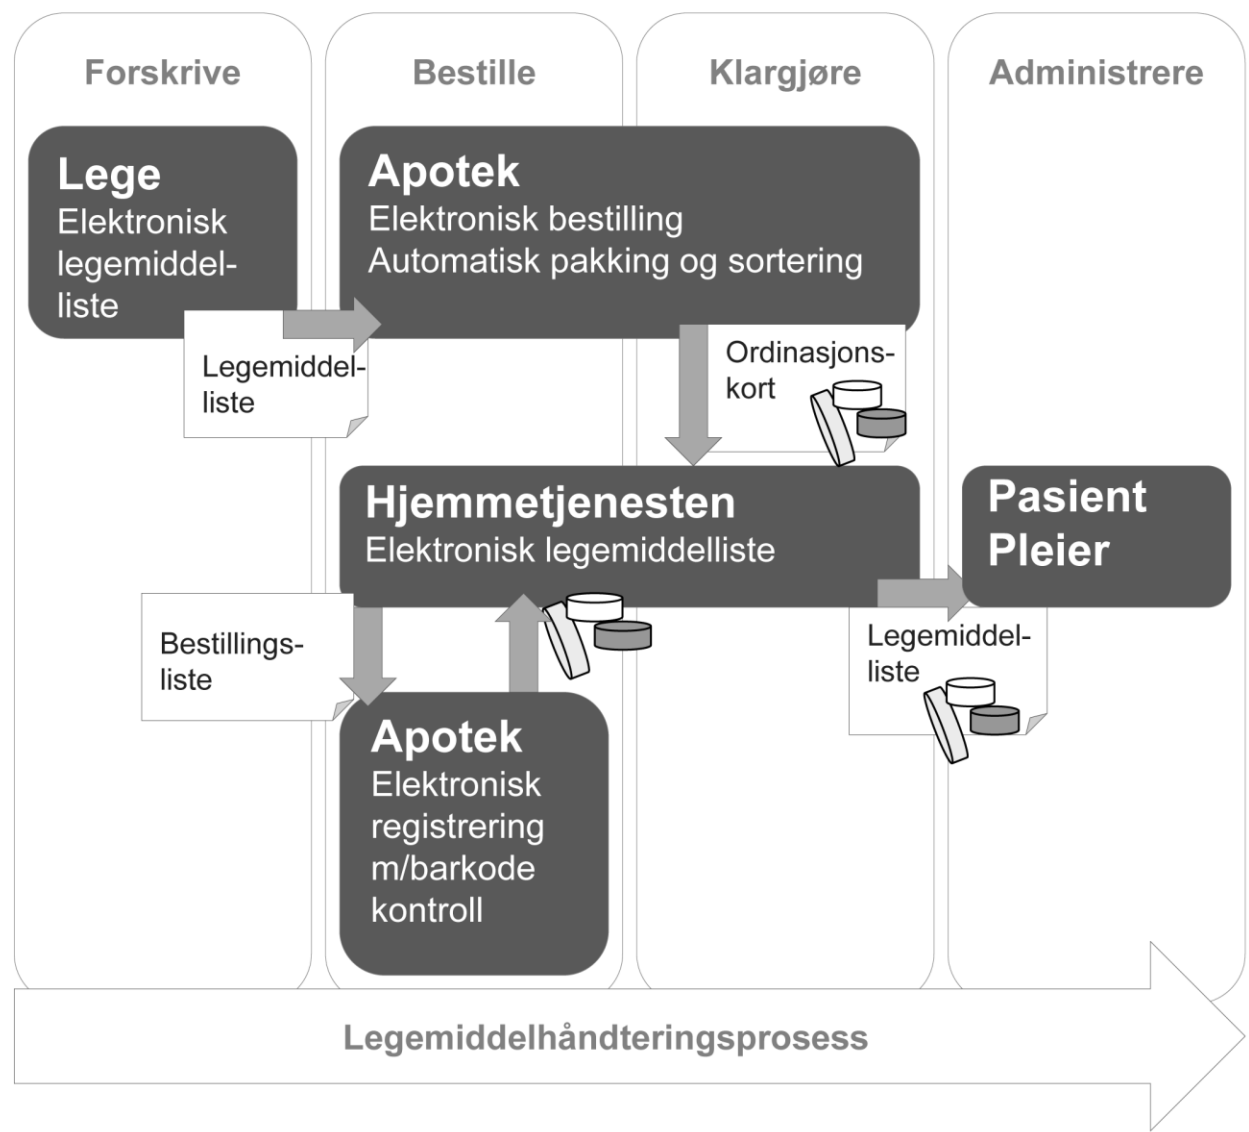 Forskrive
Bestille
Klargjøre
Administrere
Lege
Elektronisk
legemiddel-
liste
Apotek
Elektronisk bestilling
Automatisk pakking og sortering
Legemiddel-
liste
Ordinasjons-
kort
Hjemmetjenesten
Elektronisk legemiddelliste
Pasient
Pleier
Bestillings-
liste
Legemiddel-
liste
Apotek
Elektronisk
registrering
m/barkode
kontroll
Legemiddelhåndteringsprosess